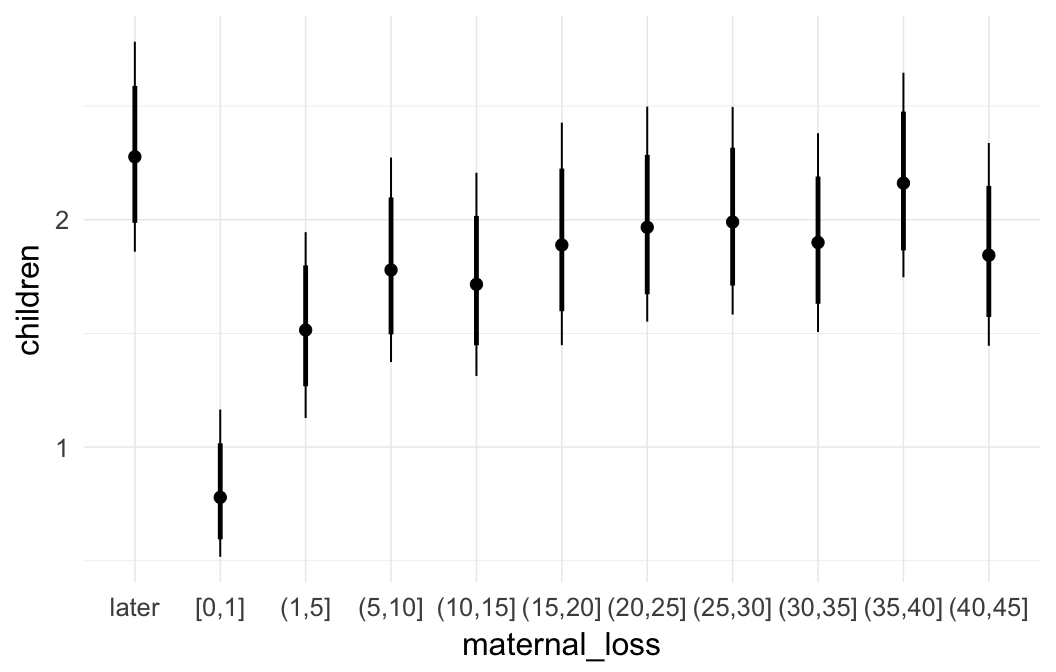 children
2
1
later [0,1] (1,5] (5,10] (10,15] (15,20] (20,25] (25,30] (30,35] (35,40] (40,45]
maternal_loss